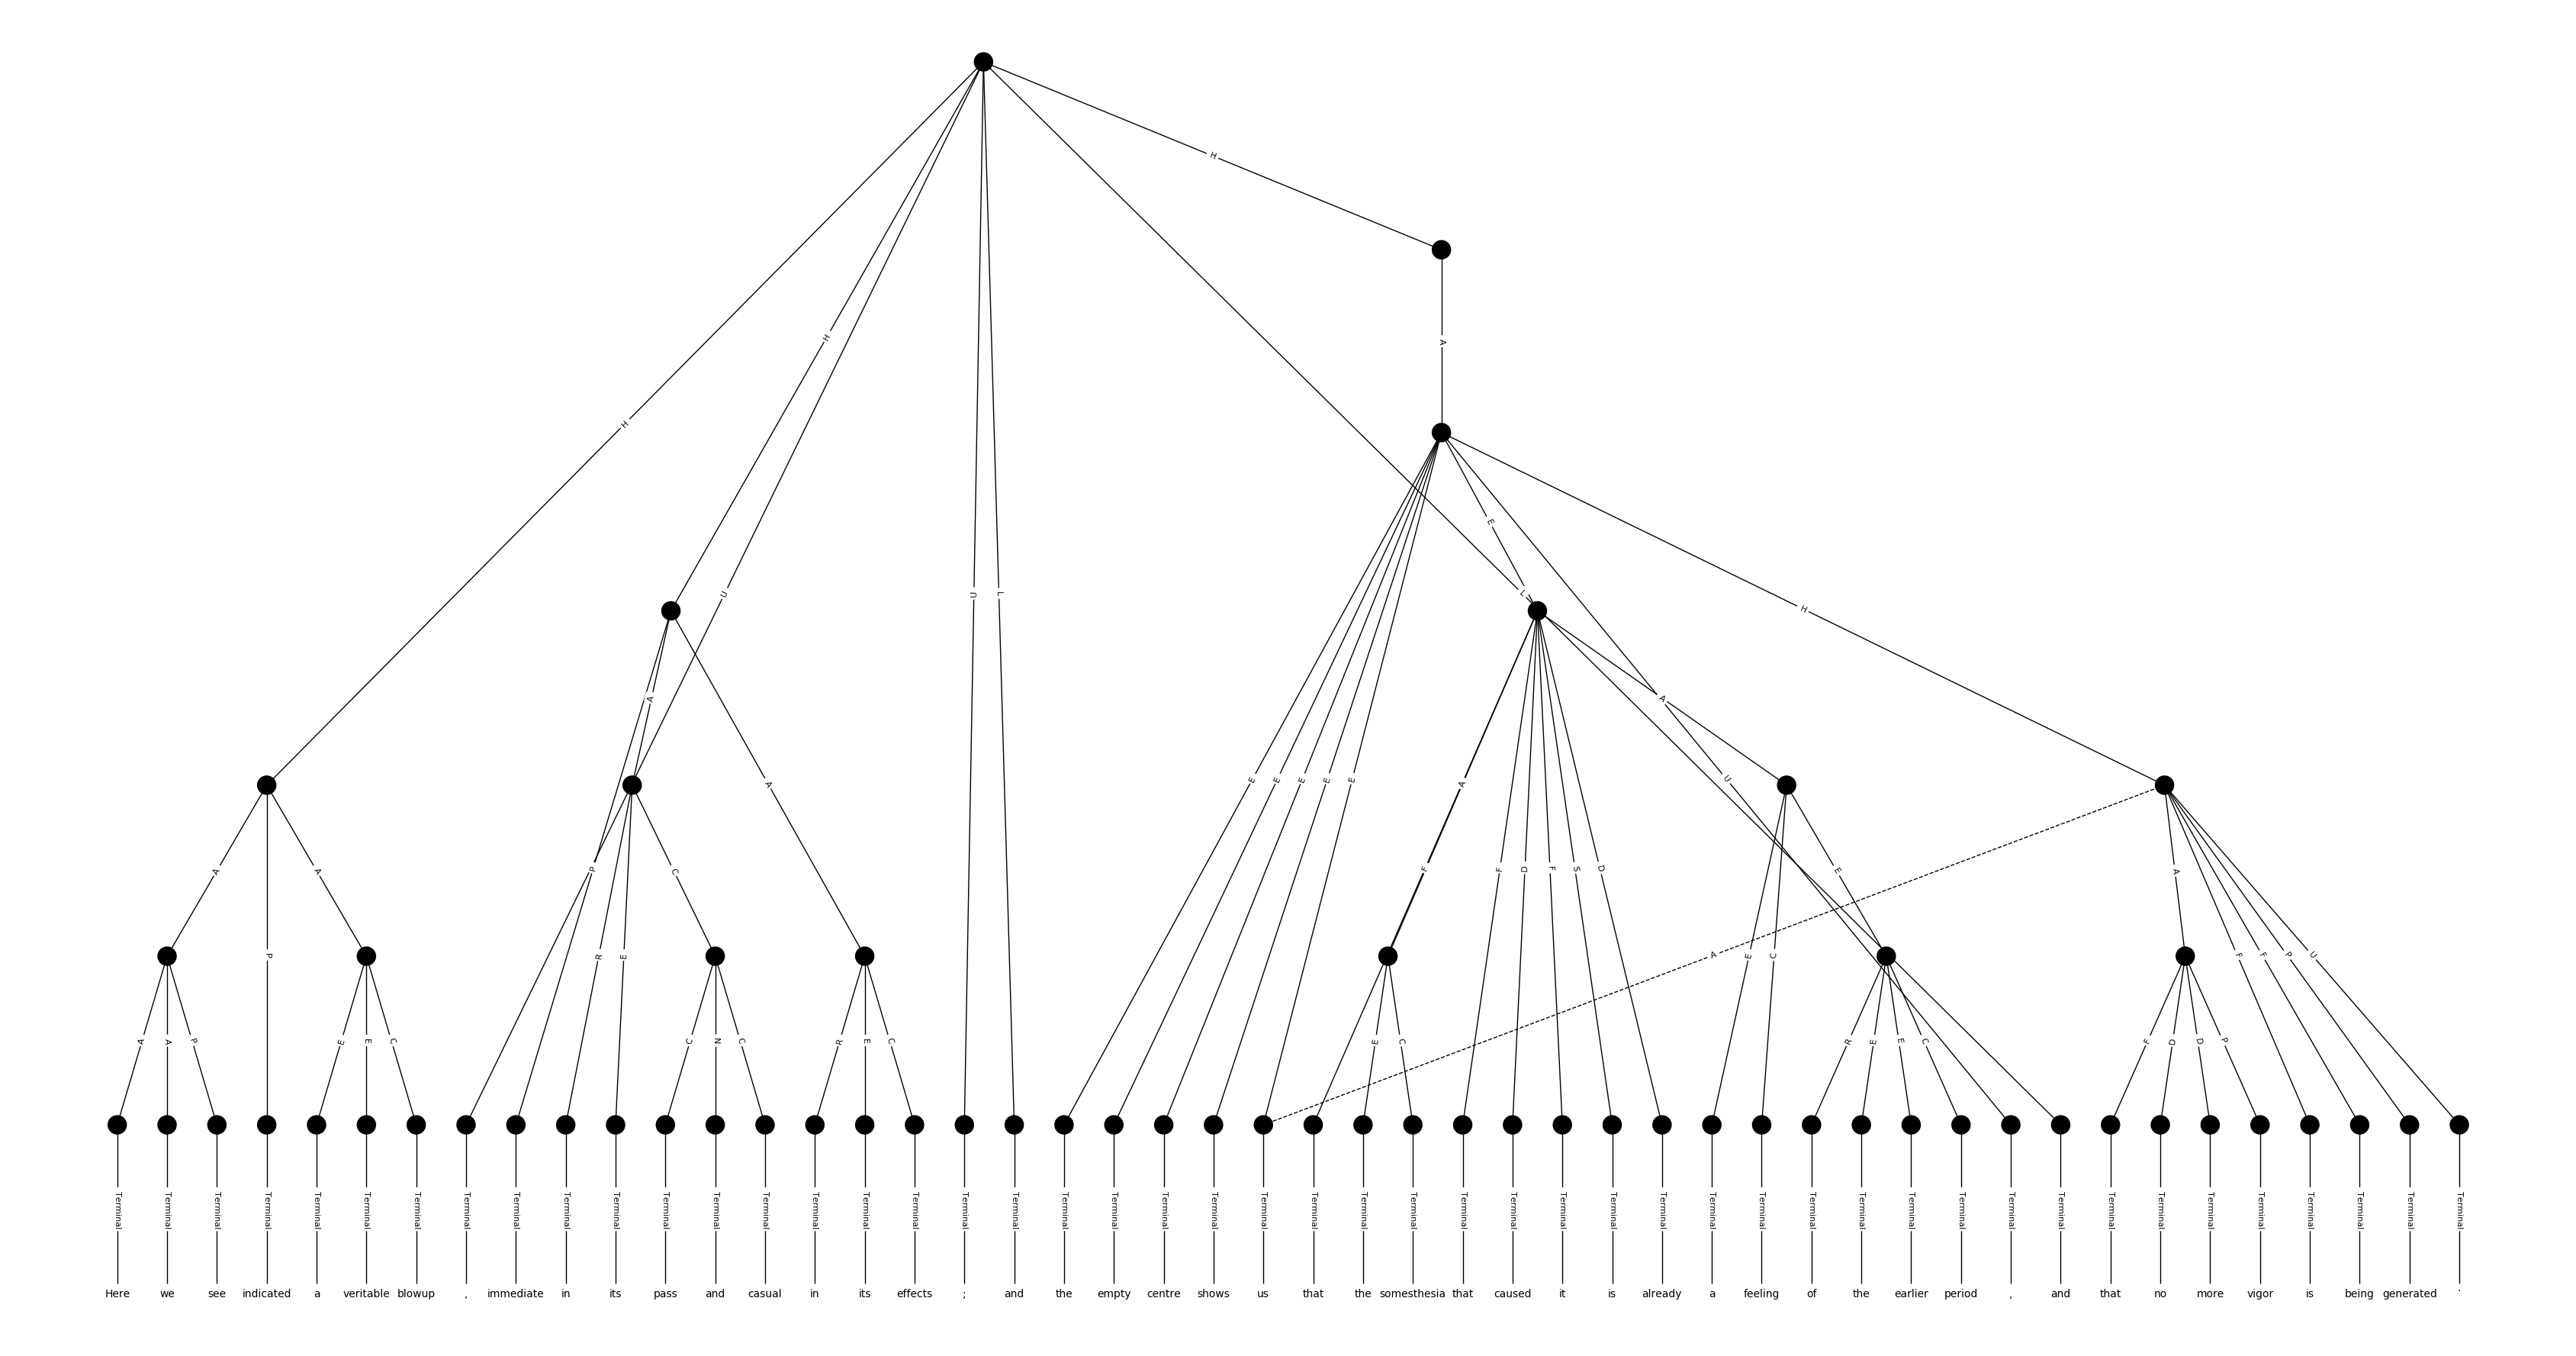 H
H
A
H
U
U
L
E
L
H
A
A
A
U
E
E
E
E
E
A
A
A
P
C
F
F
D
F
S
D
E
A
P
R
E
E
C
A
F
F
P
U
A
A
P
E
E
C
C
N
C
R
E
C
E
C
R
E
E
C
F
D
D
P
Terminal Terminal Terminal Terminal Terminal Terminal Terminal Terminal Terminal Terminal Terminal Terminal Terminal Terminal Terminal Terminal Terminal Terminal Terminal Terminal Terminal Terminal Terminal Terminal Terminal Terminal Terminal Terminal Terminal Terminal Terminal Terminal Terminal Terminal Terminal Terminal Terminal Terminal Terminal Terminal Terminal Terminal Terminal Terminal Terminal Terminal Terminal Terminal
Here we see indicated a veritable blowup , immediate in its pass and casual in its effects ; and the empty centre shows us that the somesthesia that caused it is already a feeling of the earlier period , and that no more vigor is being generated .